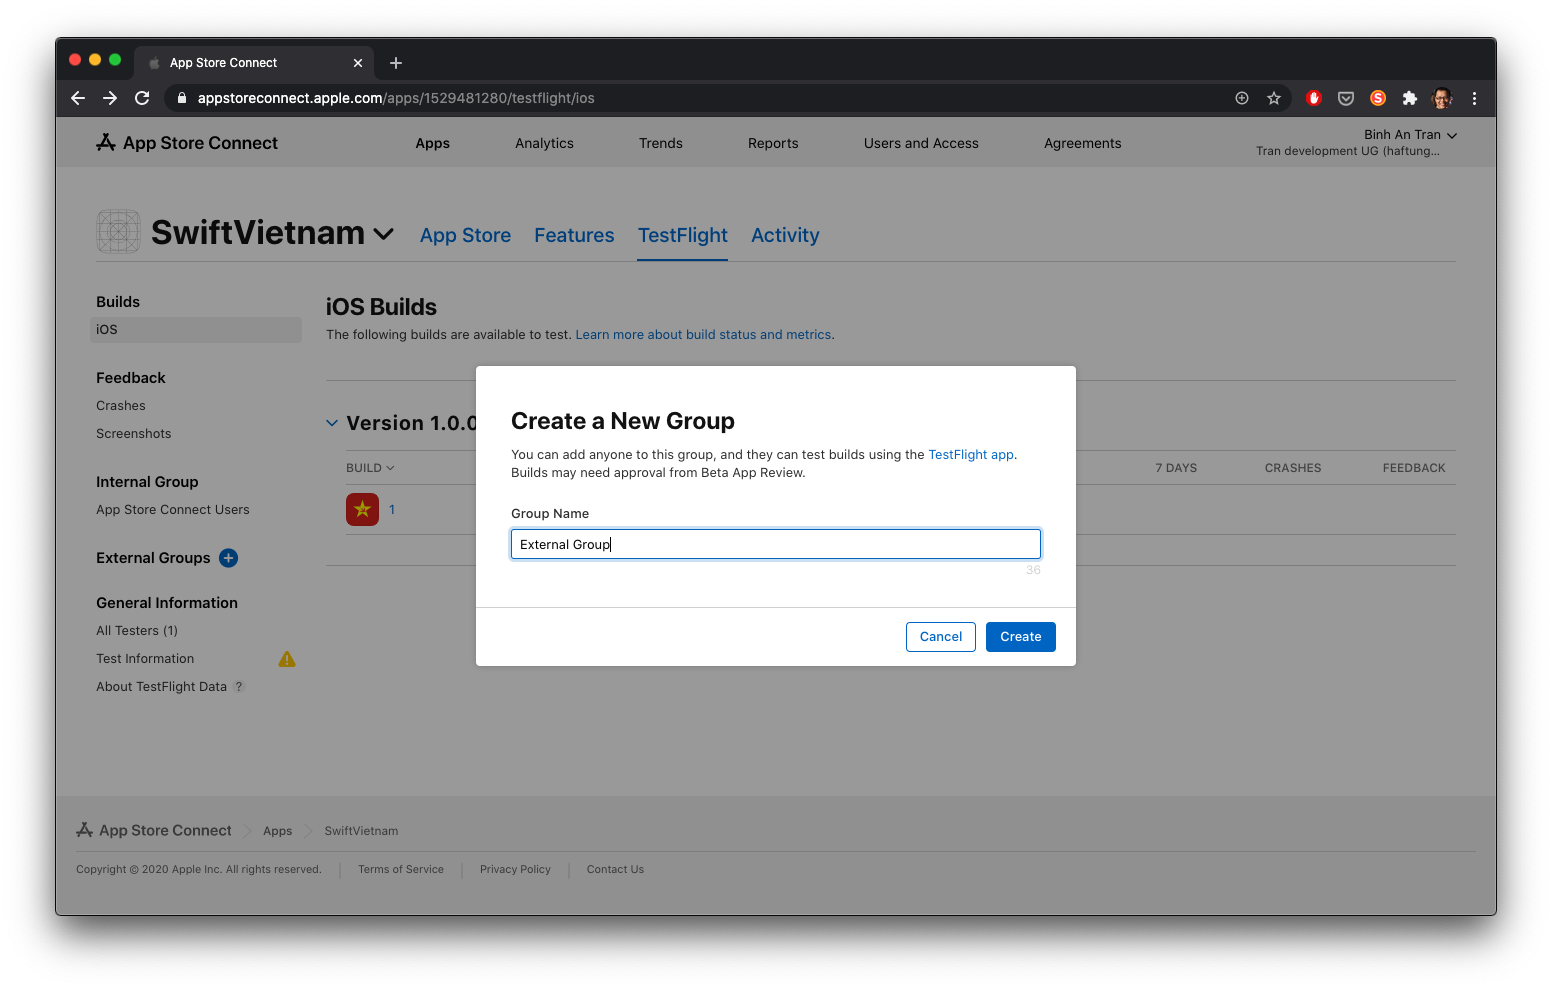 App Store Connect
appstoreconnect.apple.com/apps/1529481280/testflight/ios
App Store Connect
Apps
Analytics
Trends
Reports
Users and Access
Agreements
Binh An Tran
Tran development UG (haftung...
SwiftVietnam
App Store
Features
TestFlight
Activity
Builds
iOS
Feedback
Crashes
Screenshots
Internal Group
App Store Connect Users
External Groups
General Information
All Testers (1)
Test Information
About TestFlight Data ?
iOS Builds
The following builds are available to test. Learn more about build status and metrics.
Version 1.0.0
BUILD
7 DAYS
CRASHES
FEEDBACK
1
Create a New Group
You can add anyone to this group, and they can test builds using the TestFlight app.
Builds may need approval from Beta App Review.
Group Name
External Group
36
Cancel
Create
App Store Connect
Apps
SwiftVietnam
Copyright © 2020 Apple Inc. All rights reserved.
Terms of Service
Privacy Policy
Contact Us